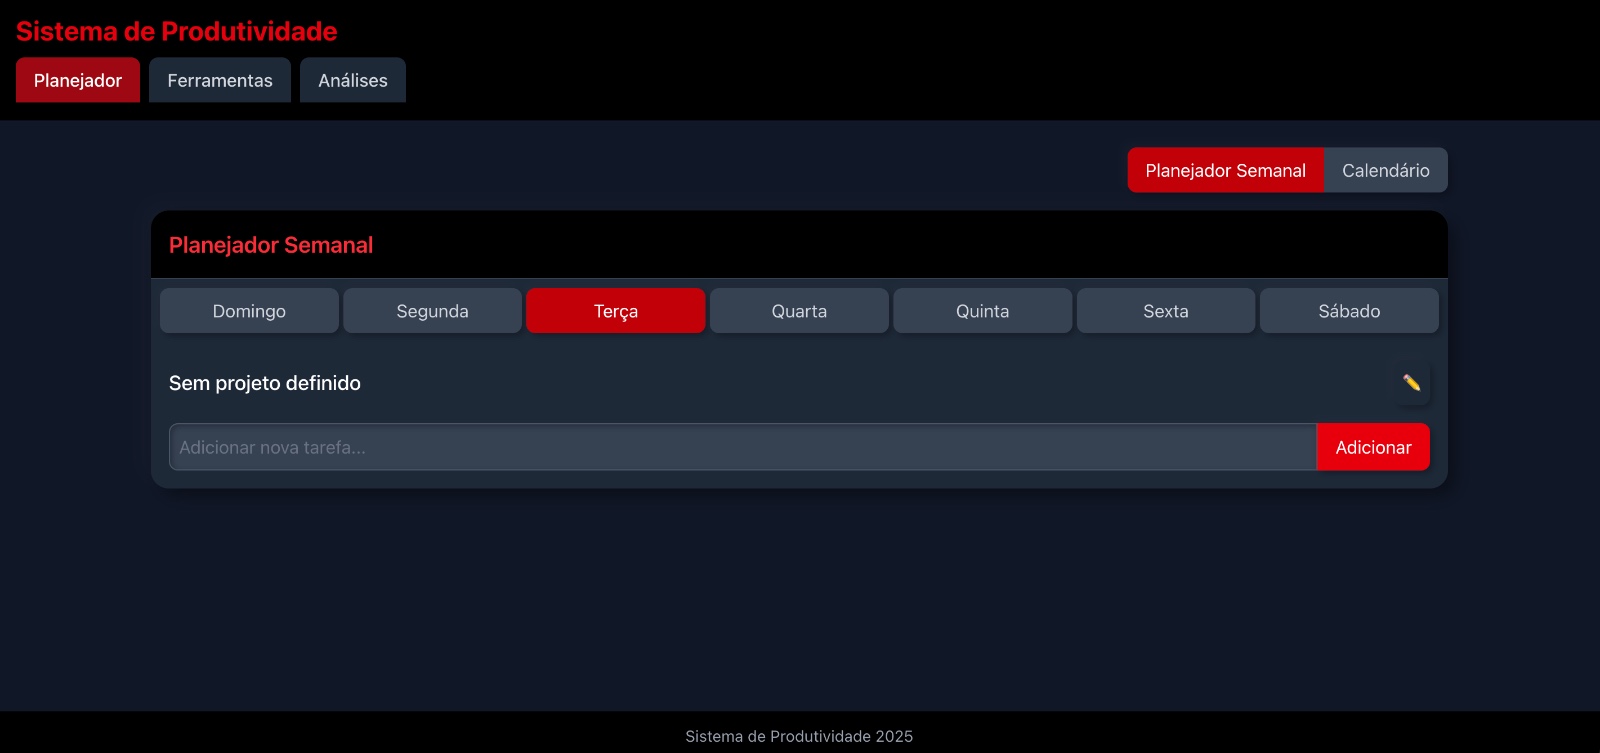 Sistema de Produtividade
Planejador Ferramentas Análises
Planejador Semanal Calendário
Planejador Semanal
Domingo Segunda Terça Quarta Quinta Sexta Sábado
Sem projeto definido
Adicionar nova tarefa... Adicionar
Sistema de Produtividade 2025